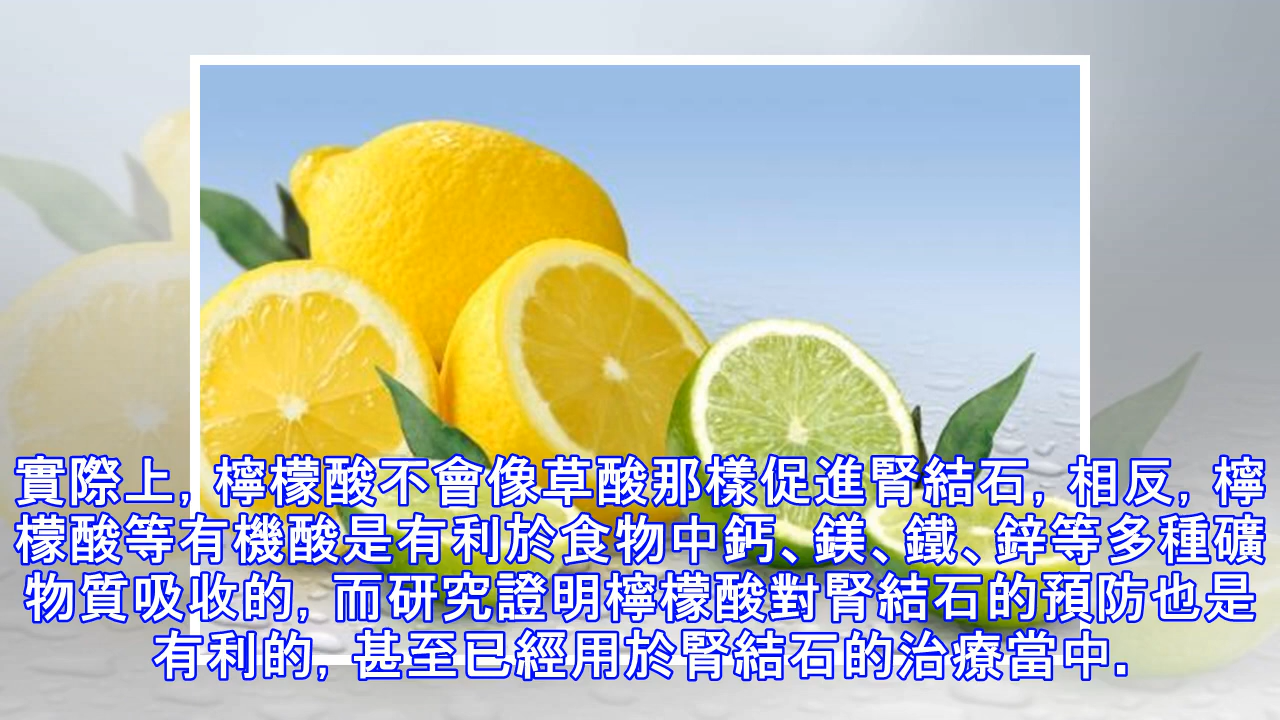 實際上, 檸檬酸不會像草酸那樣促進腎結石, 相反, 檸
檬酸等有機酸是有利於食物中鈣、鎂、鐵、鋅等多種礦
物質吸收的, 而研究證明檸檬酸對腎結石的預防也是
有利的, 甚至已經用於腎結石的治療當中.